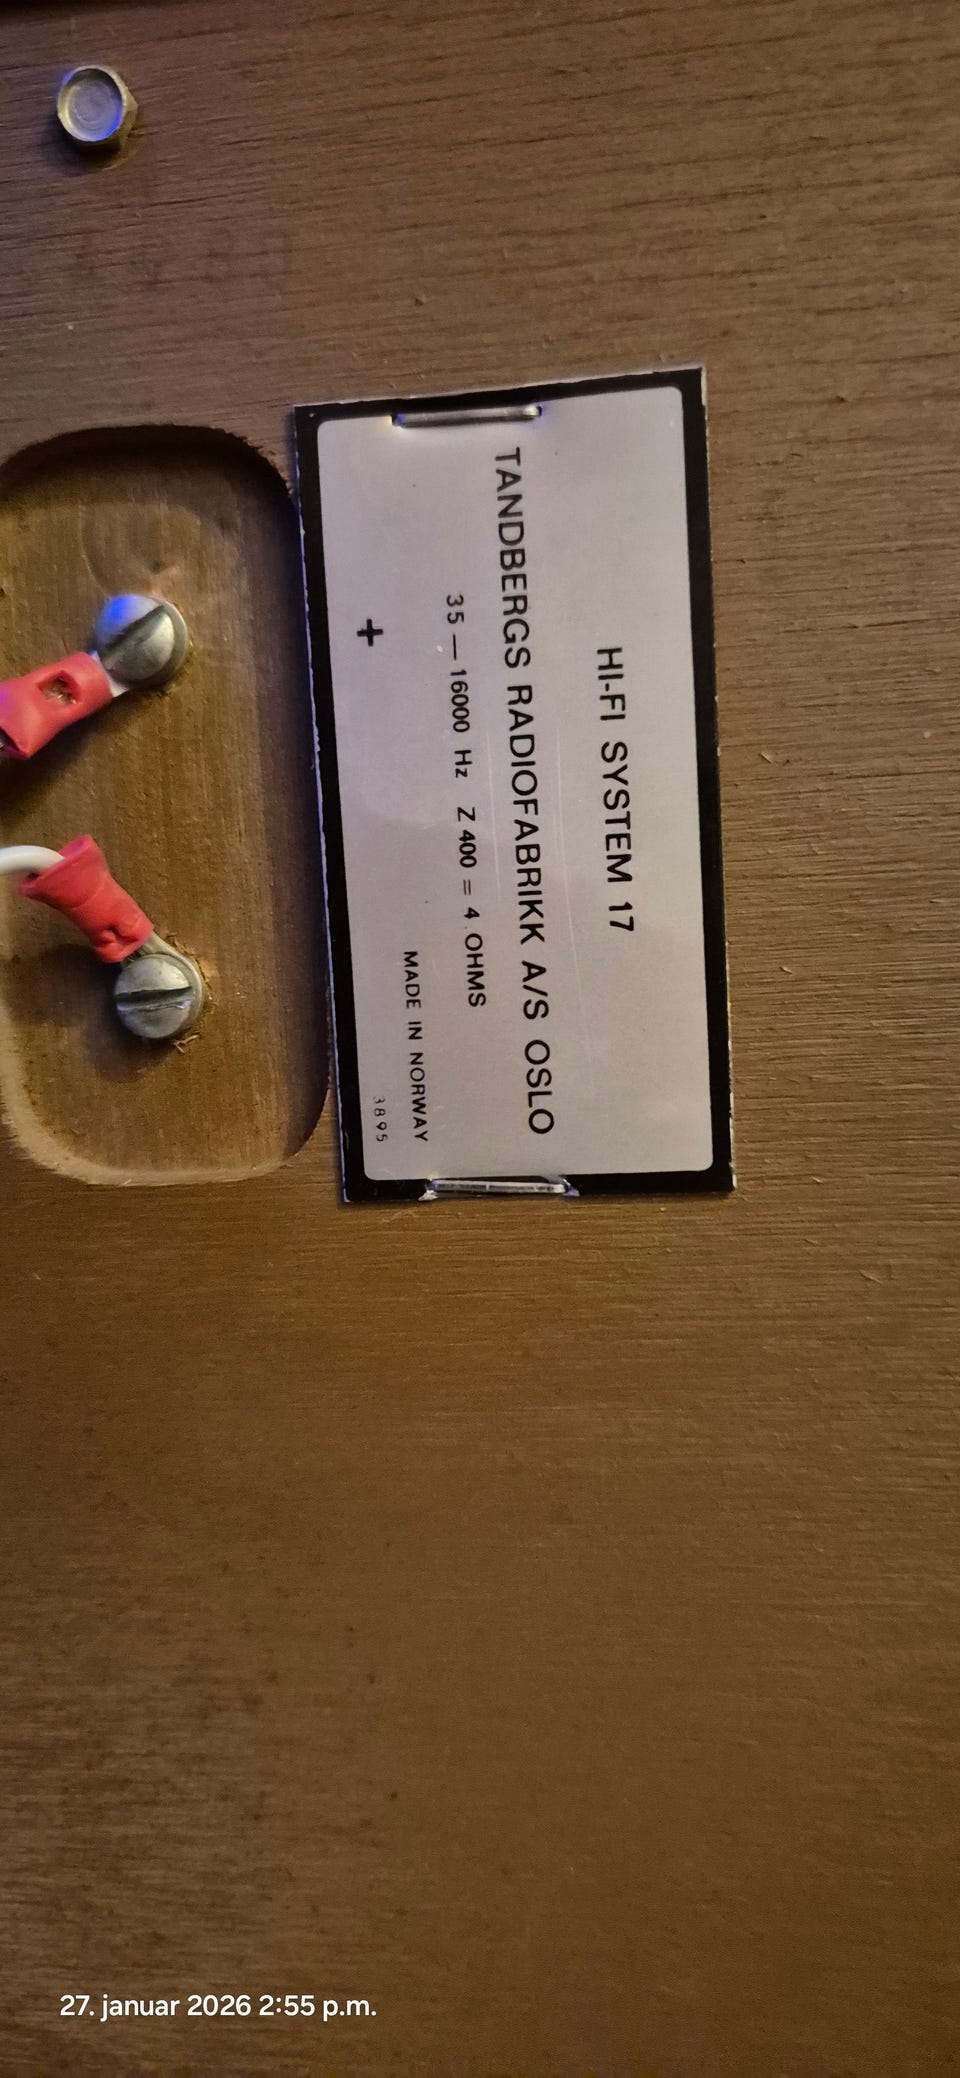 HI-FI SYSTEM 17
TANDBERGS RADIOFABRIKK A/S OSLO
35 — 16000 Hz Z 400 = 4 OHMS
MADE IN NORWAY
+
3895
27. januar 2026 2:55 p.m.